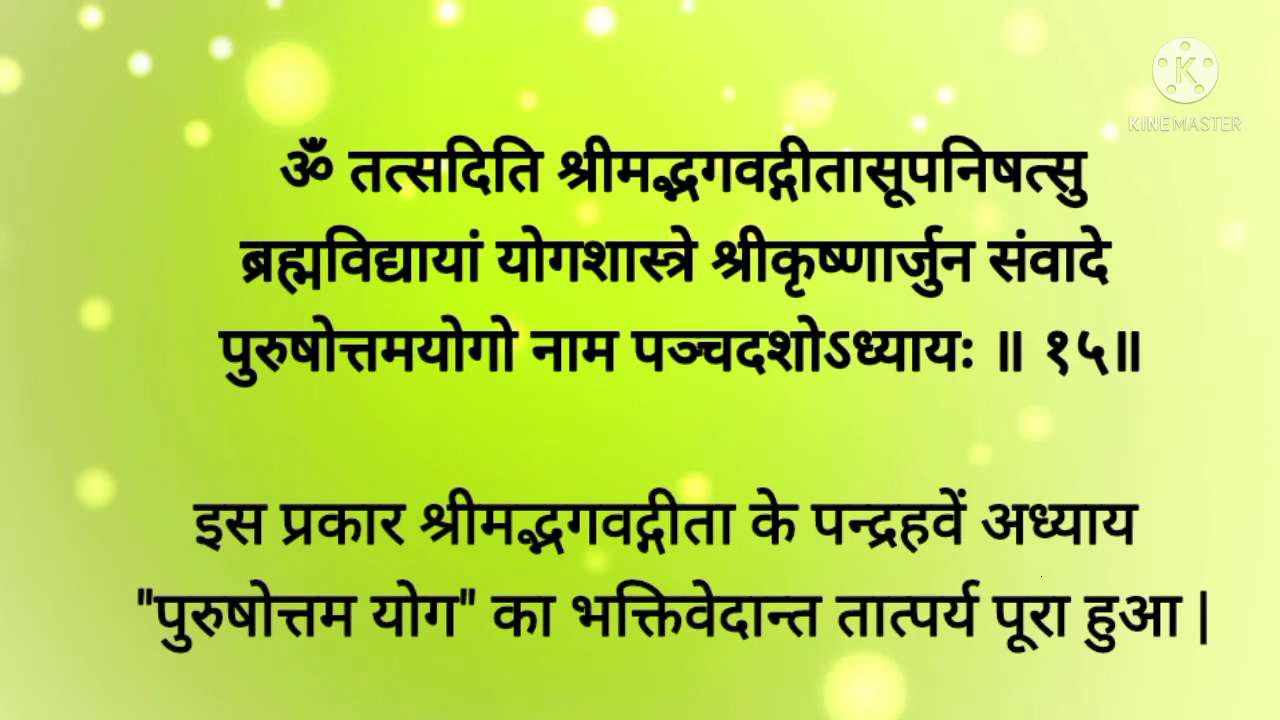 KINEMASTER
ॐ तत्सदिति श्रीमद्भगवद्गीतासूपनिषत्सु
ब्रह्मविद्यायां योगशास्त्रे श्रीकृष्णार्जुन संवादे
पुरुषोत्तमयोगो नाम पञ्चदशोऽध्यायः ॥ १५॥
इस प्रकार श्रीमद्भगवद्गीता के पन्द्रहवें अध्याय
"पुरुषोत्तम योग" का भक्तिवेदान्त तात्पर्य पूरा हुआ |